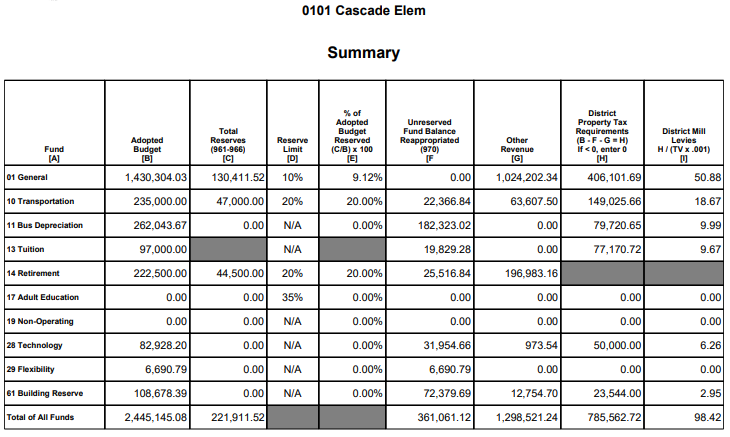 0101 Cascade Elem
Summary
Fund
[A]
Adopted
Budget
[B]
Total
Reserves
(961-966)
[C]
Reserve
Limit
[D]
% of
Adopted
Budget
Reserved
(C/B) x 100
[E]
Unreserved
Fund Balance
Reappropriated
(970)
[F
Other
Revenue
[G]
District
Property Tax
Requirements
(B - F - G = H)
If < 0, enter 0
[H]
District Mill
Levies
H / (TV x .001)
[I]
01 General 1,430,304.03 130,411.52 10% 9.12% 0.00 1,024,202.34 406,101.69 50.88
10 Transportation 235,000.00 47,000.00 20% 20.00% 22,366.84 63,607.50 149,025.66 18.67
11 Bus Depreciation 262,043.67 0.00 N/A 0.00% 182,323.02 0.00 79,720.65 9.99
13 Tuition 97,000.00 N/A 19,829.28 0.00 77,170.72 9.67
14 Retirement 222,500.00 44,500.00 20% 20.00% 25,516.84 196,983.16
17 Adult Education 0.00 0.00 35% 0.00% 0.00 0.00 0.00 0.00
19 Non-Operating 0.00 0.00 N/A 0.00% 0.00 0.00 0.00 0.00
28 Technology 82,928.20 0.00 N/A 0.00% 31,954.66 973.54 50,000.00 6.26
29 Flexibility 6,690.79 0.00 N/A 0.00% 6,690.79 0.00 0.00 0.00
61 Building Reserve 108,678.39 0.00 N/A 0.00% 72,379.69 12,754.70 23,544.00 2.95
Total of All Funds 2,445,145.08 221,911.52 361,061.12 1,298,521.24 785,562.72 98.42